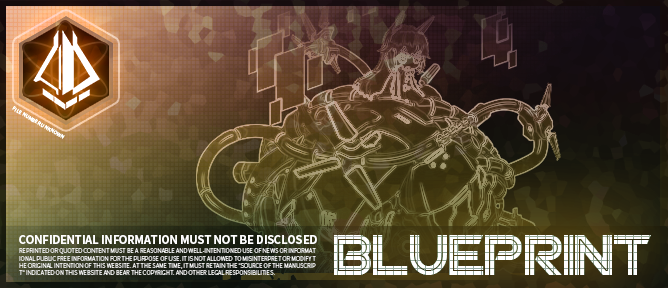 FILE NUMBER:UNKNOWN
CONFIDENTIAL INFORMATION MUST NOT BE DISCLOSED
REPRINTED OR QUOTED CONTENT MUST BE A REASONABLE AND WELL-INTENTIONED USE OF NEWS OR INFORMAT
IONAL PUBLIC FREE INFORMATION FOR THE PURPOSE OF USE. IT IS NOT ALLOWED TO MISINTERPRET OR MODIFY T
HE ORIGINAL INTENTION OF THIS WEBSITE. AT THE SAME TIME, IT MUST RETAIN THE "SOURCE OF THE MANUSCRIP
T" INDICATED ON THIS WEBSITE AND BEAR THE COPYRIGHT. AND OTHER LEGAL RESPONSIBILITIES.
BLUEPRINT